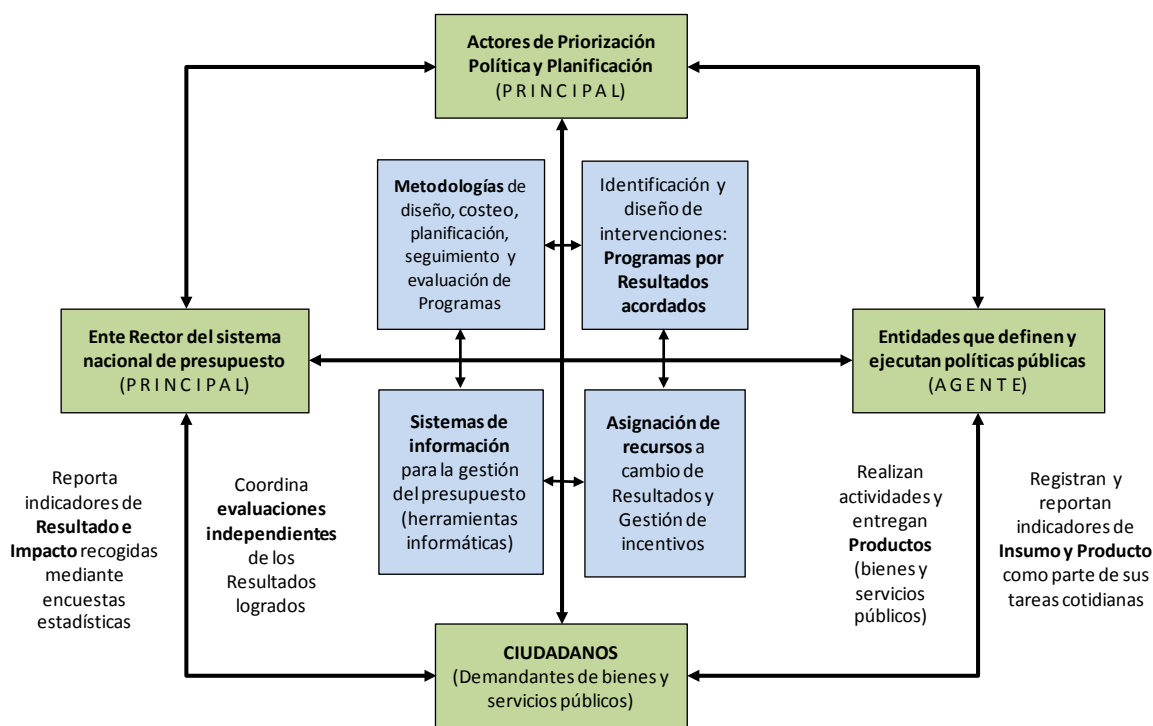 Actores de Priorización
Política y Planificación
(P R I N C I P A L)
Metodologías de
diseño, costeo,
planificación,
seguimiento y
evaluación de
Programas
Identificación y
diseño de
intervenciones:
Programas por
Resultados
acordados
Ente Rector del sistema
nacional de presupuesto
(P R I N C I P A L)
Entidades que definen y
ejecutan políticas públicas
(A G E N T E)
Sistemas de
información
para la gestión
del presupuesto
(herramientas
informáticas)
Asignación de
recursos a
cambio de
Resultados y
Gestión de
incentivos
Reporta
indicadores de
Resultado e
Impacto recogidas
mediante
encuestas
estadísticas
Coordina
evaluaciones
independientes
de los
Resultados
logrados
Realizan
actividades y
entregan
Productos
(bienes y
servicios
públicos)
Registran y
reportan
indicadores de
Insumo y Producto
como parte de sus
tareas cotidianas
CIUDADANOS
(Demandantes de bienes y
servicios públicos)